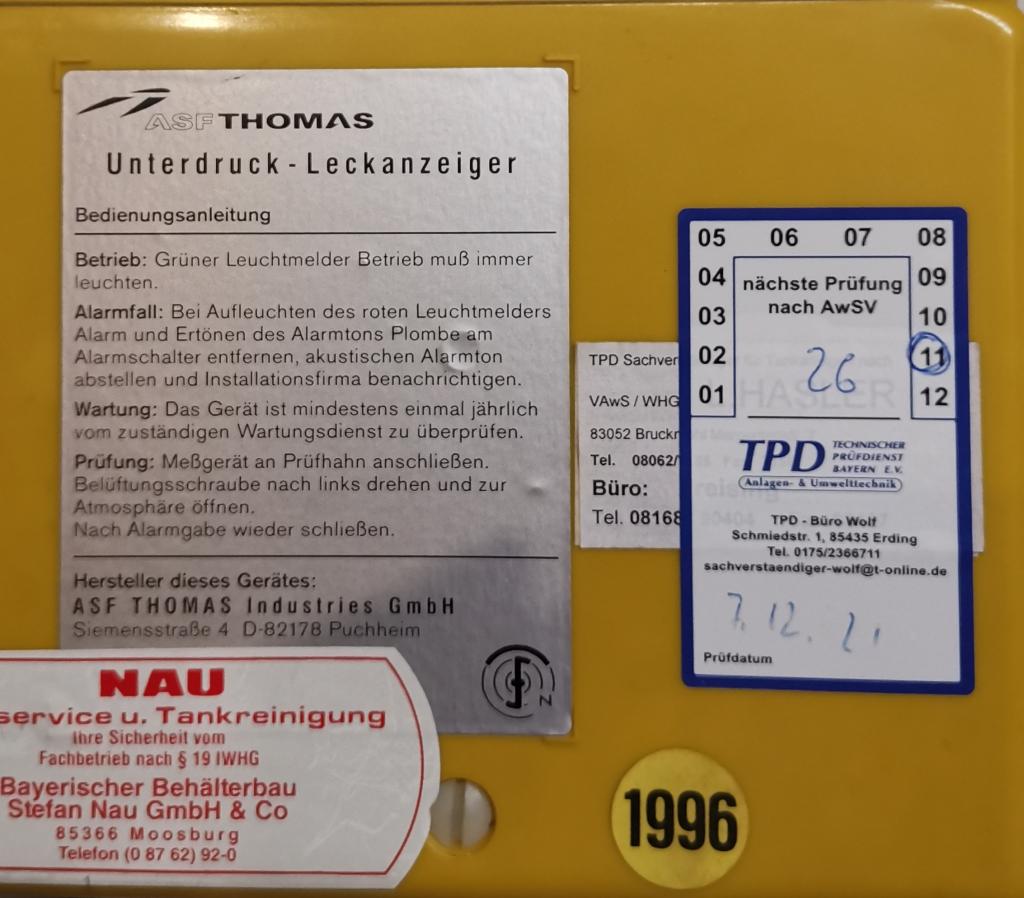 ASF THOMAS
Unterdruck - Leckanzeiger
Bedienungsanleitung
Betrieb: Grüner Leuchtmelder Betrieb muß immer
leuchten.
Alarmfall: Bei Aufleuchten des roten Leuchtmelders
Alarm und Ertönen des Alarmtons Plombe am
Alarmschalter entfernen, akustischen Alarmton
abstellen und Installationsfirma benachrichtigen.
Wartung: Das Gerät ist mindestens einmal jährlich
vom zuständigen Wartungsdienst zu überprüfen.
Prüfung: Meßgerät an Prüfhahn anschließen.
Belüftungsschraube nach links drehen und zur
Atmosphäre öffnen.
Nach Alarmgabe wieder schließen.
Hersteller dieses Gerätes:
ASF THOMAS Industries GmbH
Siemensstraße 4 D-82178 Puchheim
NAU
service u. Tankreinigung
Ihre Sicherheit vom
Fachbetrieb nach § 19 IWHG
Bayerischer Behälterbau
Stefan Nau GmbH & Co
85366 Moosburg
Telefon (0 87 62) 92-0
TPD Sachver
VAwS / WHG
HASLER
83052 Bruckr
Tel. 08062/
Büro:
Tel. 08168
05 06 07 08
04 09
03 10
02 11
01 12
nächste Prüfung
nach AwSV
26
TPD TECHNISCHER
PRÜFDIENST
BAYERN E.V.
Anlagen- & Umwelttechnik
TPD - Büro Wolf
Schmiedstr. 1, 85435 Erding
Tel. 0175/2366711
sachverstaendiger-wolf@t-online.de
7.12.21
Prüfdatum
1996